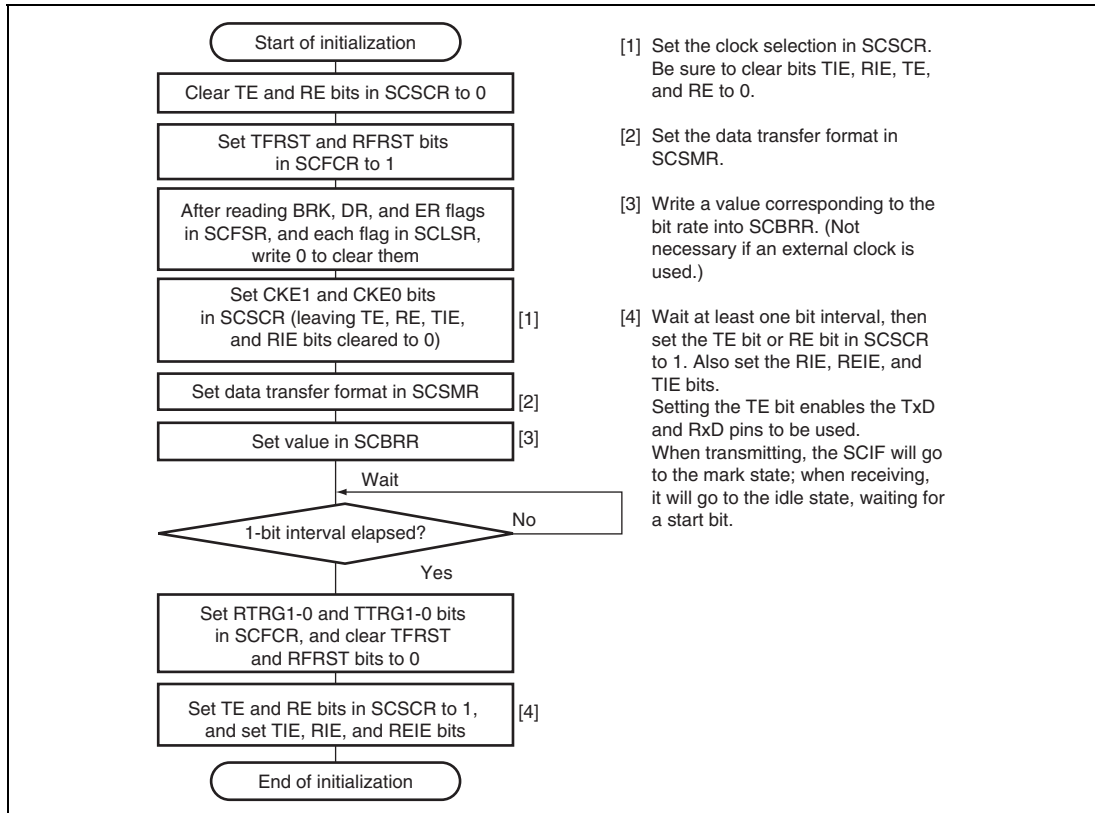 Start of initialization
Clear TE and RE bits in SCSCR to 0
Set TFRST and RFRST bits
in SCFCR to 1
After reading BRK, DR, and ER flags
in SCFSR, and each flag in SCLSR,
write 0 to clear them
Set CKE1 and CKE0 bits
in SCSCR (leaving TE, RE, TIE,
and RIE bits cleared to 0)
[1]
Set data transfer format in SCSMR
[2]
Set value in SCBRR
[3]
Wait
1-bit interval elapsed?
No
Yes
Set RTRG1-0 and TTRG1-0 bits
in SCFCR, and clear TFRST
and RFRST bits to 0
Set TE and RE bits in SCSCR to 1,
and set TIE, RIE, and REIE bits
[4]
End of initialization
[1] Set the clock selection in SCSCR.
Be sure to clear bits TIE, RIE, TE,
and RE to 0.
[2] Set the data transfer format in
SCSMR.
[3] Write a value corresponding to the
bit rate into SCBRR. (Not
necessary if an external clock is
used.)
[4] Wait at least one bit interval, then
set the TE bit or RE bit in SCSCR
to 1. Also set the RIE, REIE, and
TIE bits.
Setting the TE bit enables the TxD
and RxD pins to be used.
When transmitting, the SCIF will go
to the mark state; when receiving,
it will go to the idle state, waiting for
a start bit.